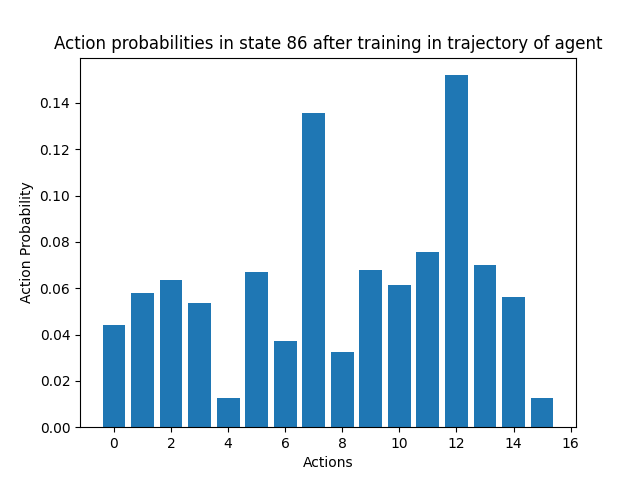 Action probabilities in state 86 after training in trajectory of agent
0.14
0.12
0.10
0.08
0.06
0.04
0.02
0.00
Action Probability
0 2 4 6 8 10 12 14 16
Actions